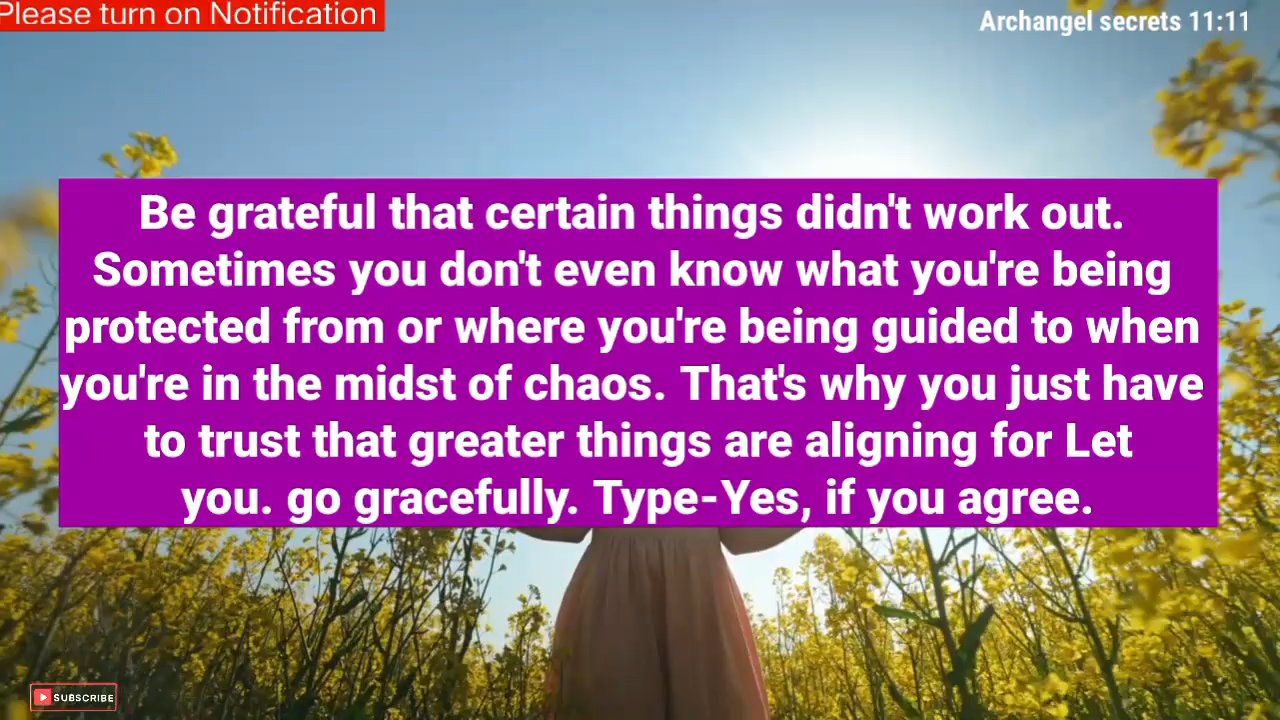 Please turn on Notification
Archangel secrets 11:11
Be grateful that certain things didn't work out.
Sometimes you don't even know what you're being
protected from or where you're being guided to when
you're in the midst of chaos. That's why you just have
to trust that greater things are aligning for Let
you. go gracefully. Type-Yes, if you agree.
SUBSCRIBE